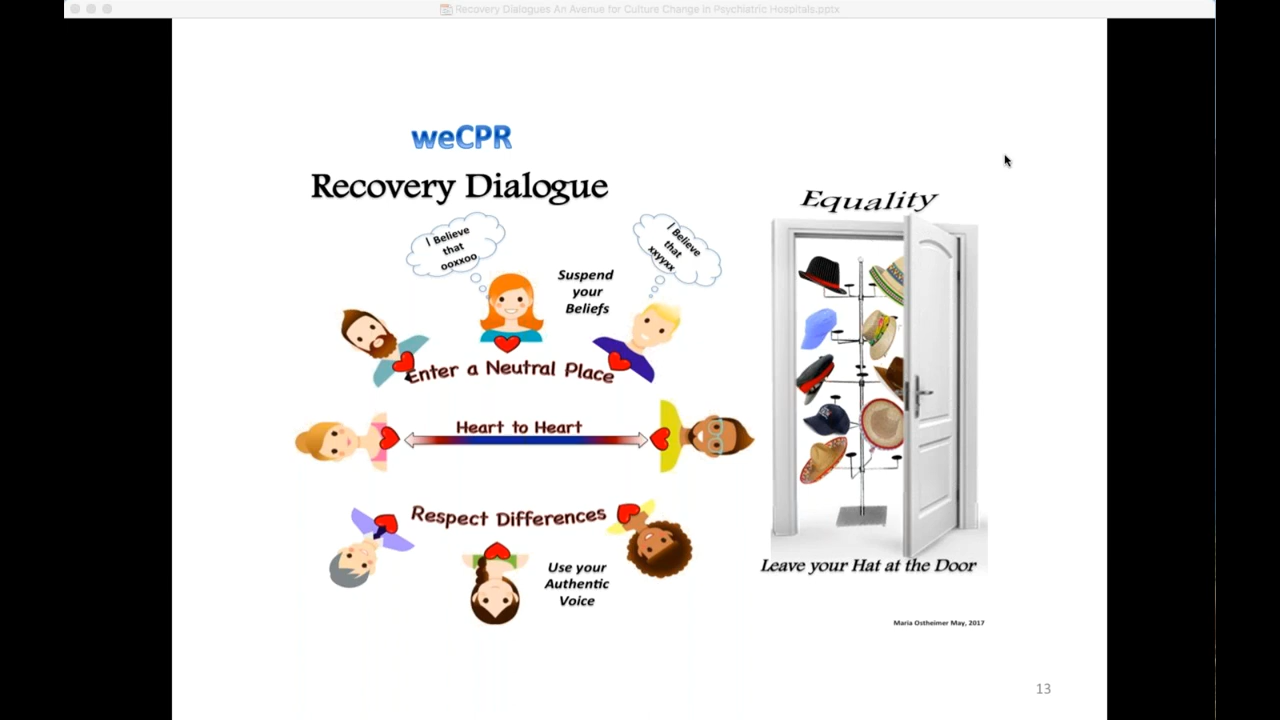 Recovery Dialogues An Avenue for Culture Change in Psychiatric Hospitals.pptx
weCPR
Recovery Dialogue
I Believe
that
ooxxoo
I Believe
that
xxyyxx
Suspend
your
Beliefs
Enter a Neutral Place
Heart to Heart
Respect Differences
Use your
Authentic
Voice
Equality
Leave your Hat at the Door
Maria Ostheimer May, 2017
13